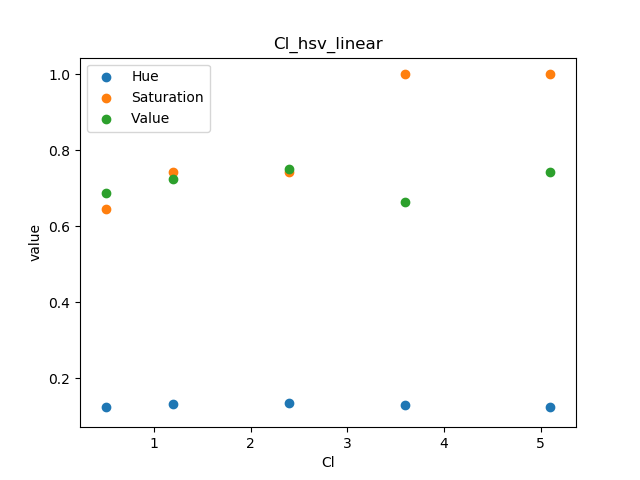 Cl_hsv_linear
Hue
Saturation
Value
1.0
0.8
0.6
0.4
0.2
value
1 2 3 4 5
Cl